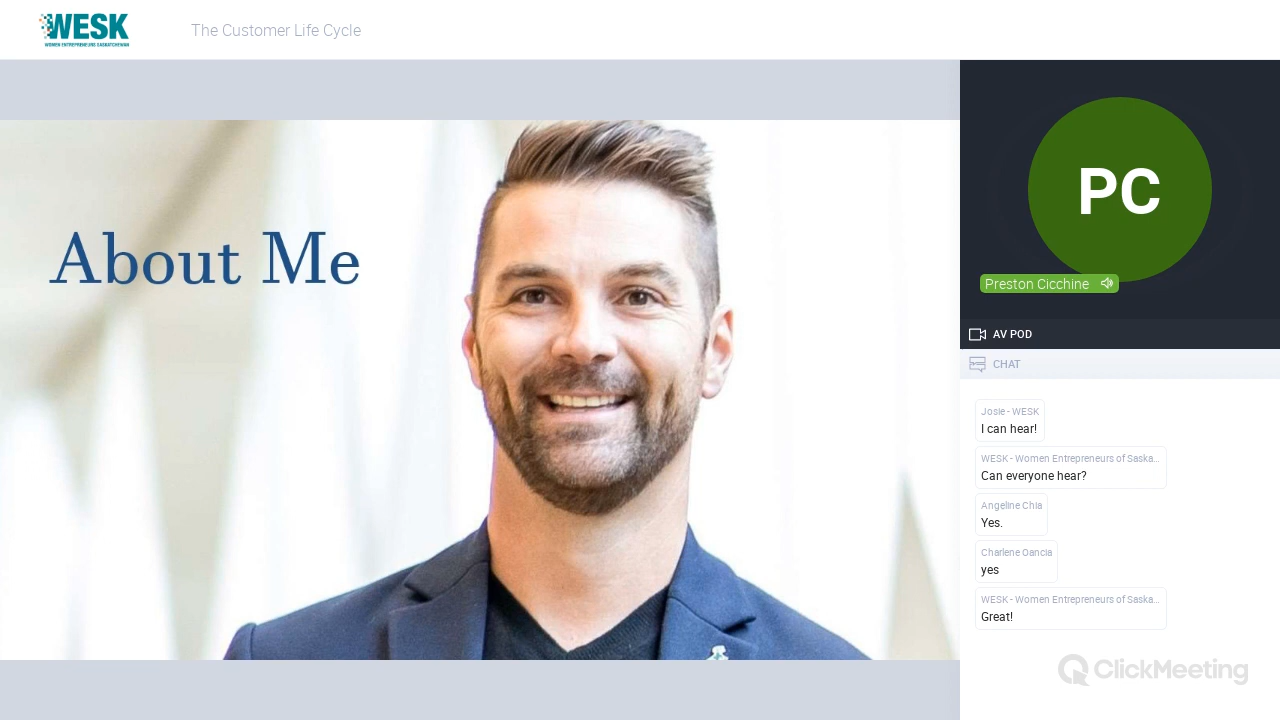 WESK
WOMEN ENTREPRENEURS SASKATCHEWAN
The Customer Life Cycle
About Me
PC
Preston Cicchine
AV POD
CHAT
Josie - WESK
I can hear!
WESK - Women Entrepreneurs of Saska...
Can everyone hear?
Angeline Chia
Yes.
Charlene Oancia
yes
WESK - Women Entrepreneurs of Saska...
Great!
ClickMeeting